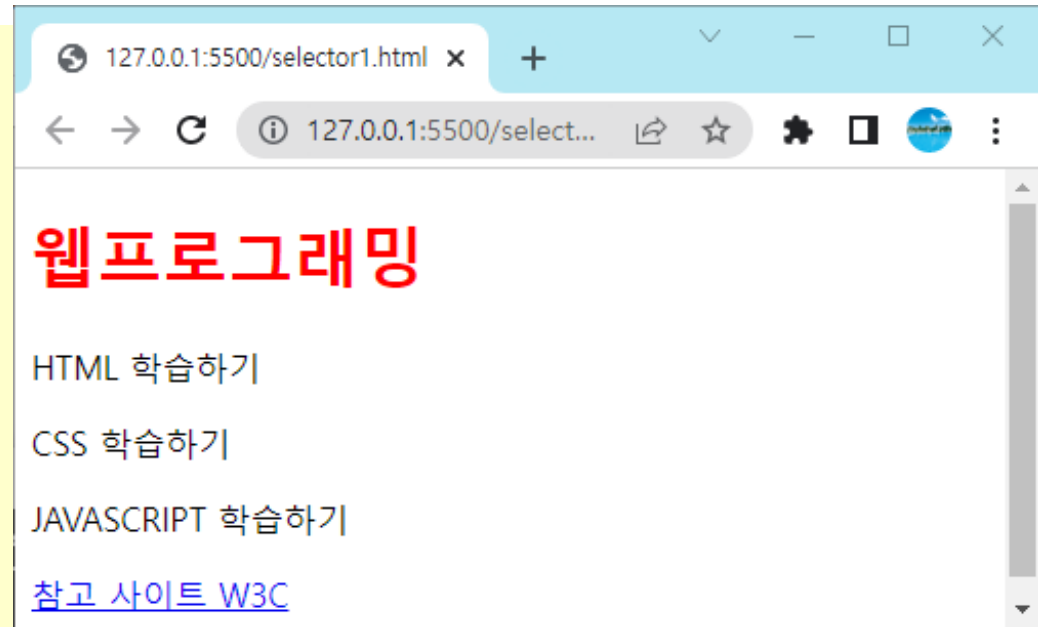 127.0.0.1:5500/selector1.html
127.0.0.1:5500/select...
웹프로그래밍
HTML 학습하기
CSS 학습하기
JAVASCRIPT 학습하기
참고 사이트 W3C